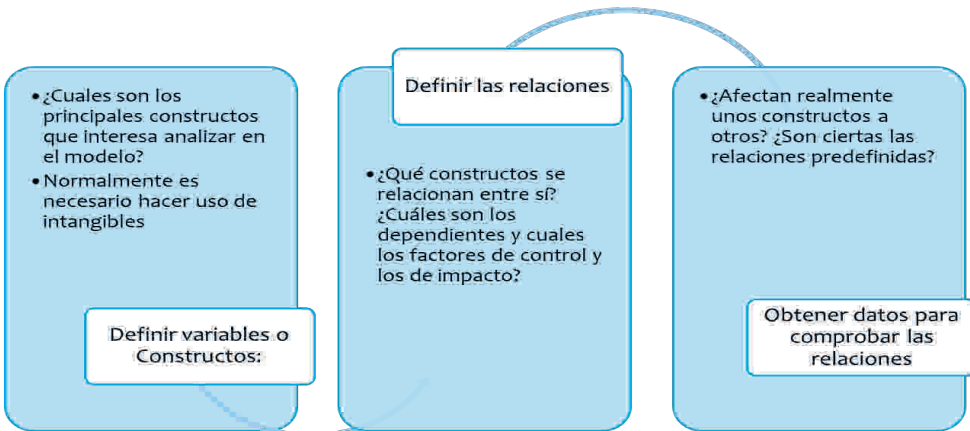 •¿Cuales son los
principales constructos
que interesa analizar en
el modelo?
•Normalmente es
necesario hacer uso de
intangibles
Definir variables o
Constructos:
Definir las relaciones
•¿Qué constructos se
relacionan entre sí?
¿Cuáles son los
dependientes y cuales
los factores de control y
los de impacto?
•¿Afectan realmente
unos constructos a
otros? ¿Son ciertas las
relaciones predefinidas?
Obtener datos para
comprobar las
relaciones